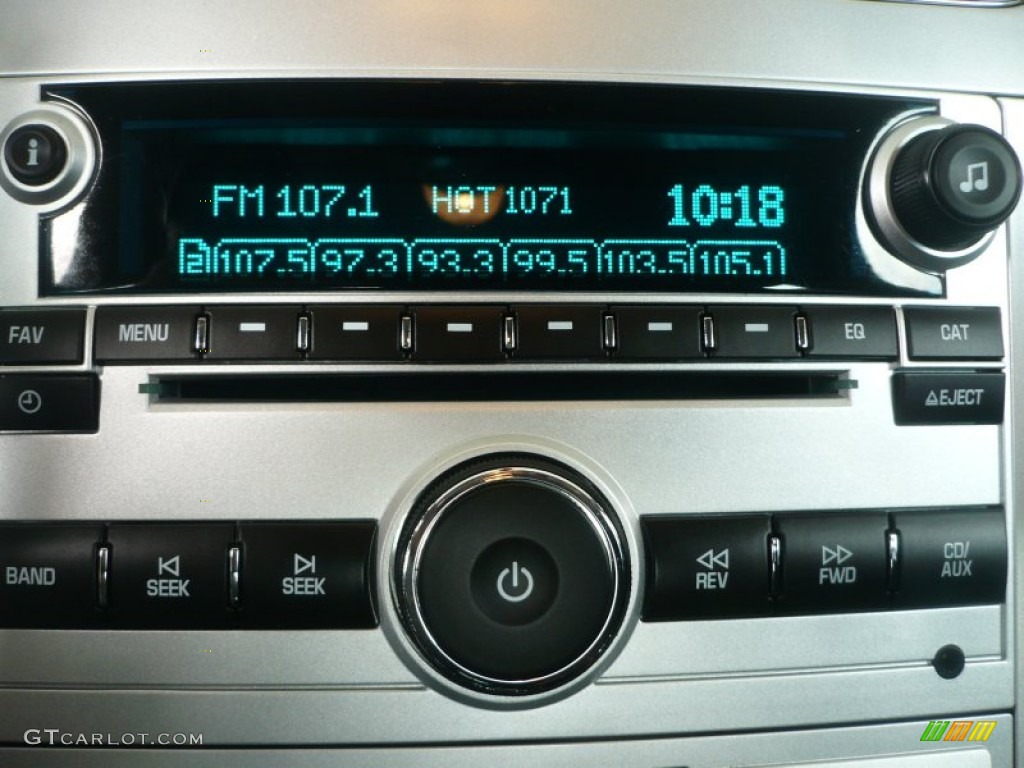 i
FM 107.1 HOT 1071 10:18
2 107.5 97.3 93.3 99.5 103.5 105.1
FAV MENU EQ CAT
EJECT
BAND SEEK SEEK REV FWD CD/AUX
GTCARLOT.COM